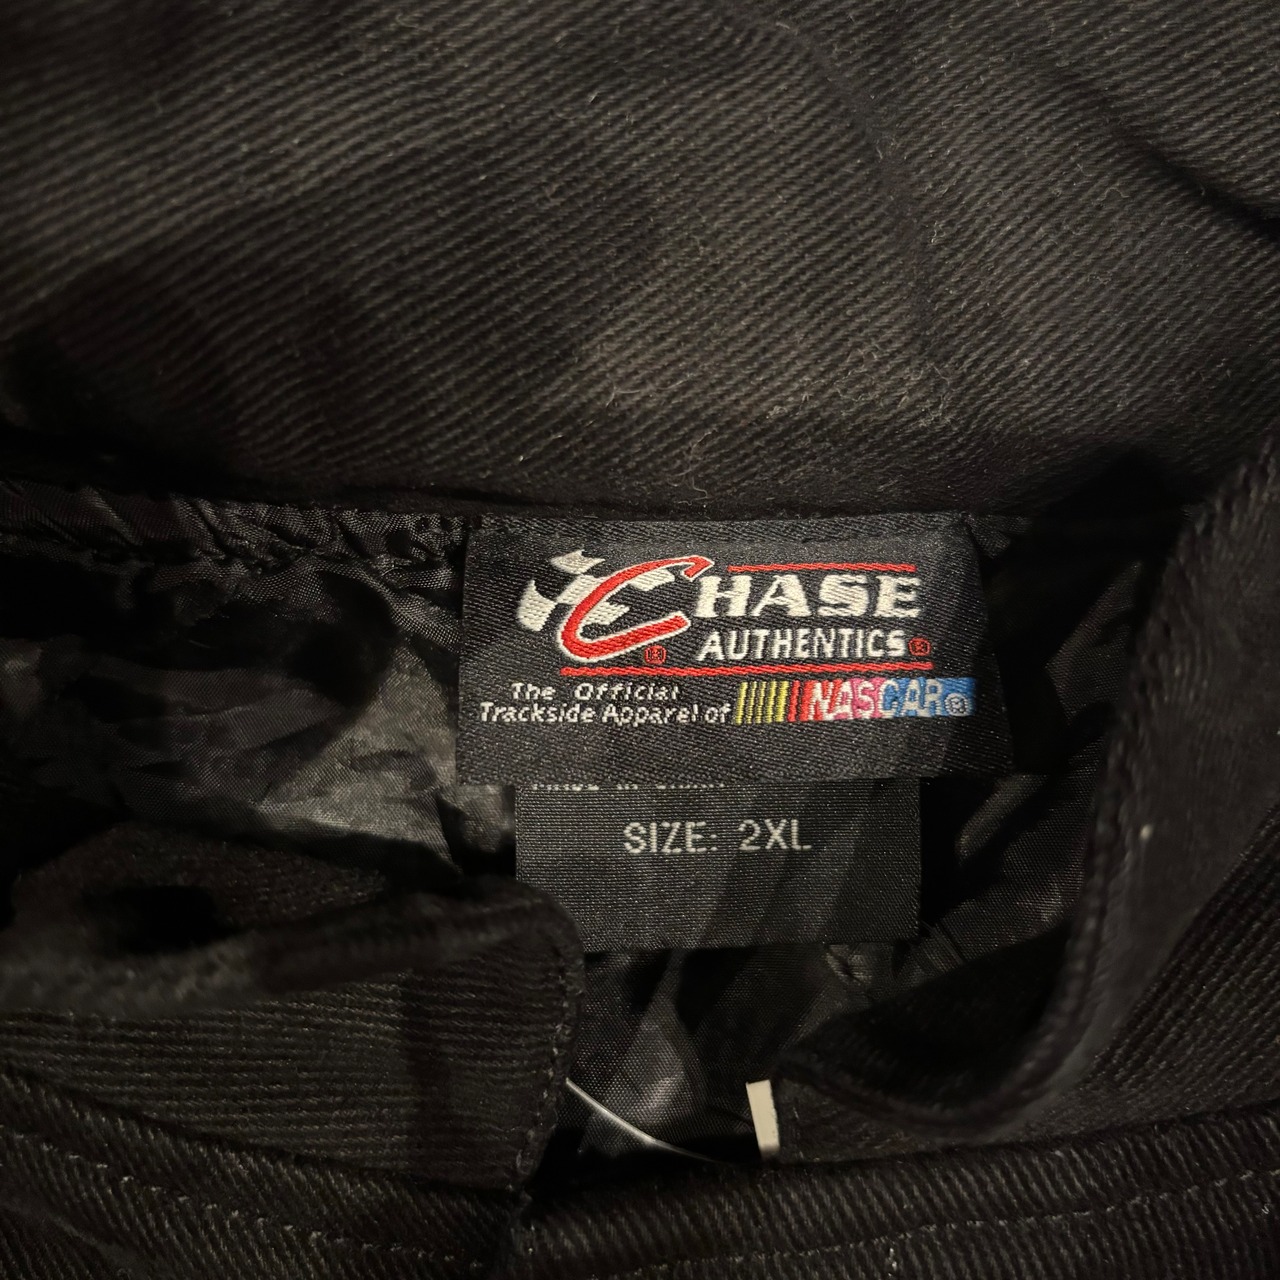 CHASE
AUTHENTICS®
®
The Official
Trackside Apparel of NASCAR®
SIZE: 2XL